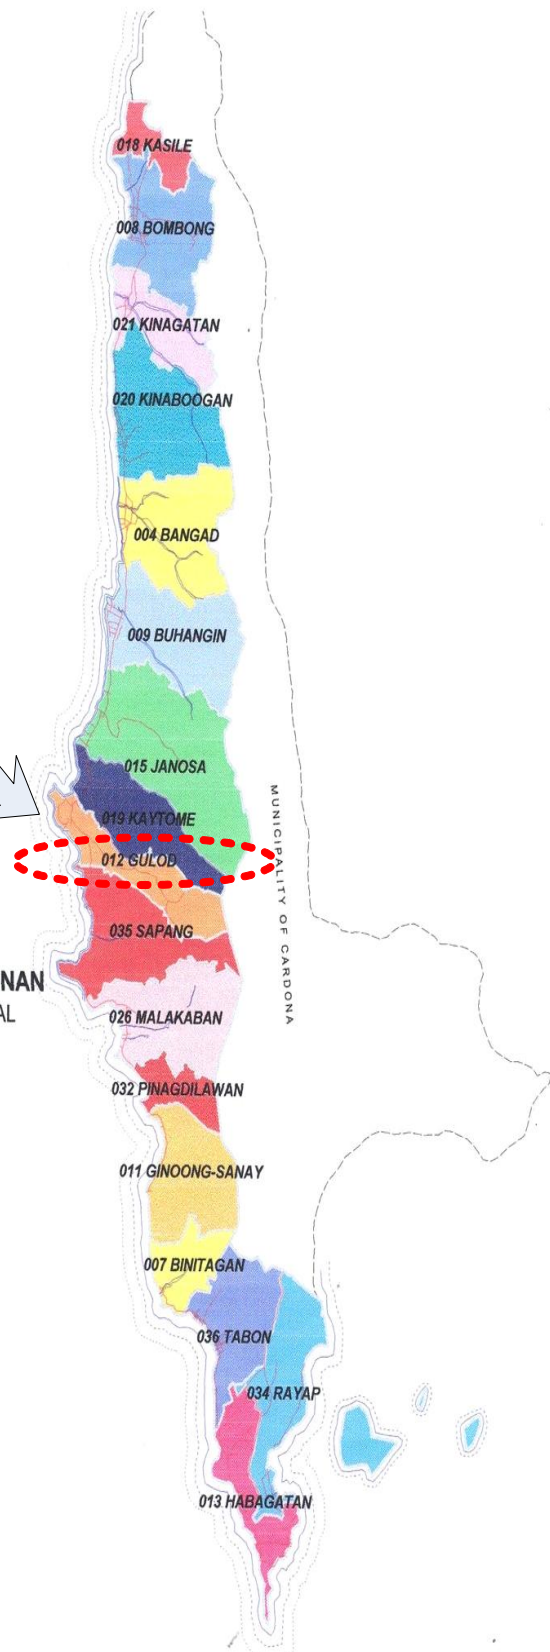 018 KASILE
008 BOMBONG
021 KINAGATAN
020 KINABOOGAN
004 BANGAD
009 BUHANGIN
015 JANOSA
019 KAYTOME
012 GULOD
MUNICIPALITY OF CARDONA
035 SAPANG
NAN
AL
026 MALAKABAN
032 PINAGDILAWAN
011 GINOONG-SANAY
007 BINITAGAN
036 TABON
034 RAYAP
013 HABAGATAN